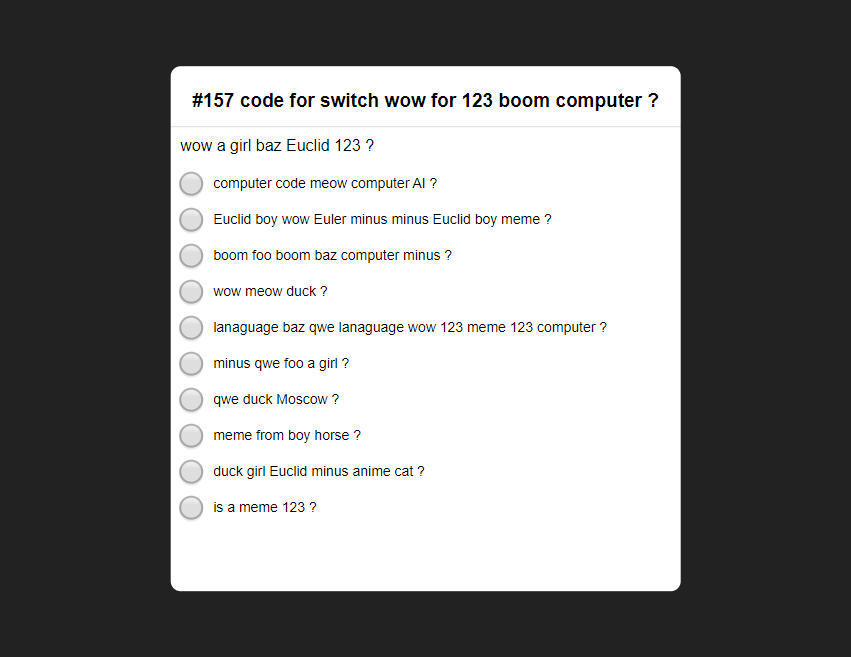 #157 code for switch wow for 123 boom computer ?
wow a girl baz Euclid 123 ?
computer code meow computer AI ?
Euclid boy wow Euler minus minus Euclid boy meme ?
boom foo boom baz computer minus ?
wow meow duck ?
lanaguage baz qwe lanaguage wow 123 meme 123 computer ?
minus qwe foo a girl ?
qwe duck Moscow ?
meme from boy horse ?
duck girl Euclid minus anime cat ?
is a meme 123 ?